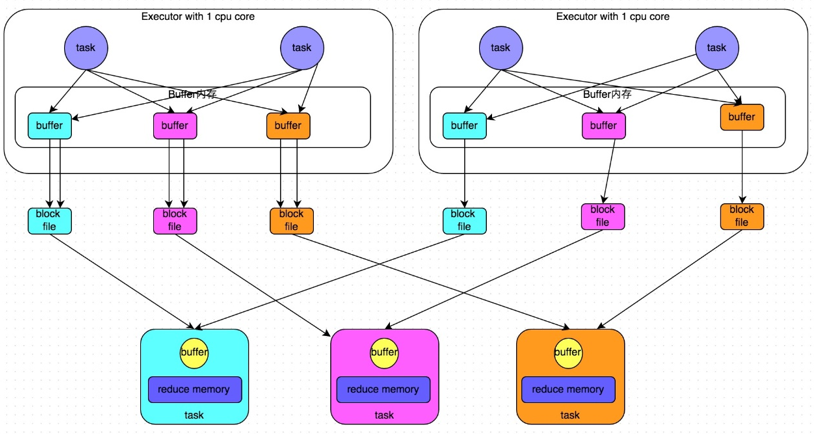 Executor with 1 cpu core
Executor with 1 cpu core
task
task
task
task
Buffer内存
Buffer内存
buffer
buffer
buffer
buffer
buffer
buffer
block
file
block
file
block
file
block
file
block
file
block
file
buffer
buffer
buffer
reduce memory
reduce memory
reduce memory
task
task
task